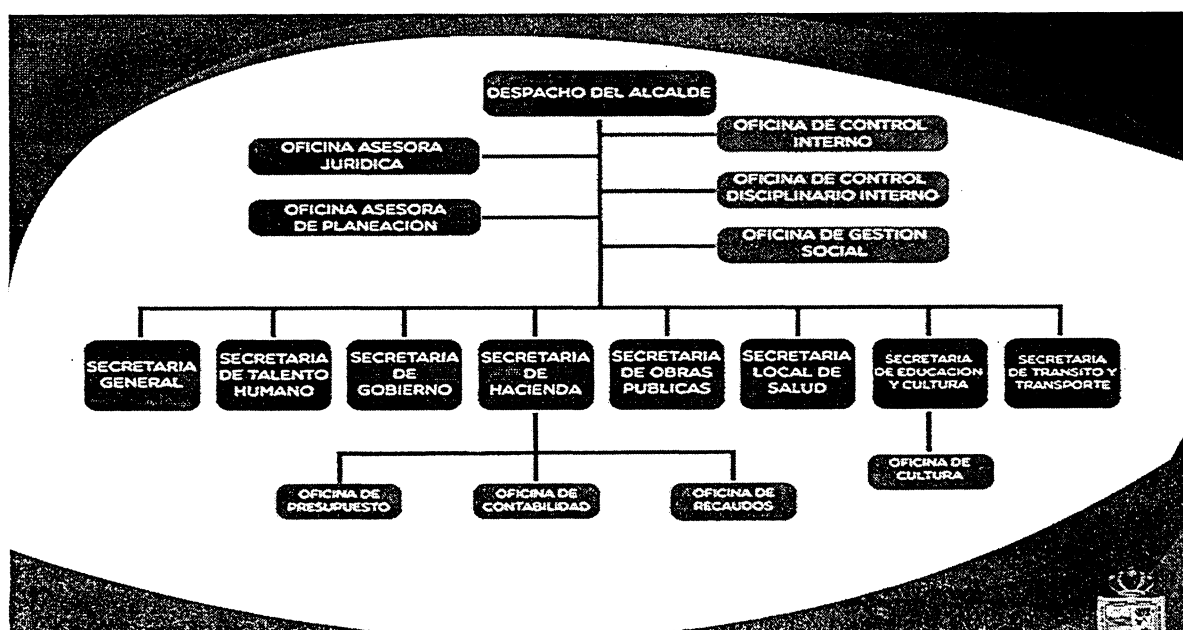 DESPACHO DEL ALCALDE
OFICINA ASESORA
JURIDICA
OFICINA ASESORA
DE PLANEACIÓN
OFICINA DE CONTROL
INTERNO
OFICINA DE CONTROL
DISCIPLINARIO INTERNO
OFICINA DE GESTION
SOCIAL
SECRETARIA
GENERAL
SECRETARIA
DE TALENTO
HUMANO
SECRETARIA
DE
GOBIERNO
SECRETARIA
DE
HACIENDA
SECRETARIA
DE OBRAS
PUBLICAS
SECRETARIA
LOCAL DE
SALUD
SECRETARIA
DE EDUCACION
Y CULTURA
SECRETARIA
DE TRANSITO Y
TRANSPORTE
OFICINA DE
PRESUPUESTO
OFICINA DE
CONTABILIDAD
OFICINA DE
RECAUDOS
OFICINA DE
CULTURA